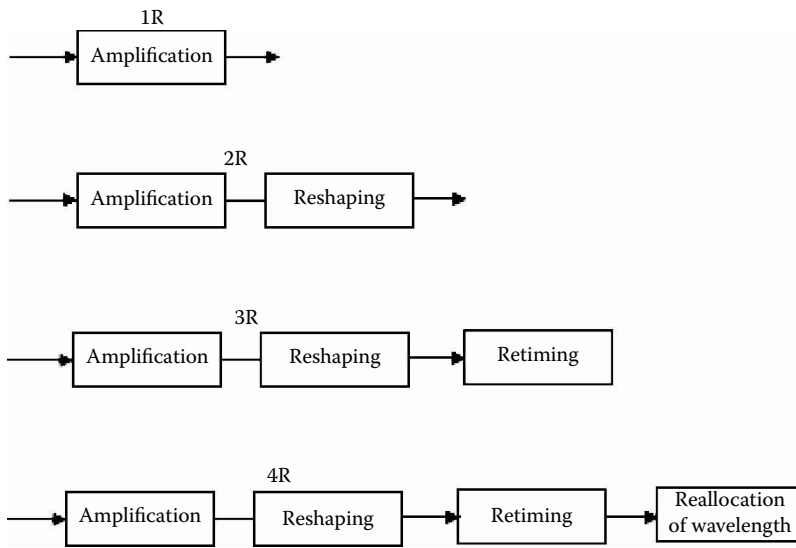 1R
Amplification
2R
Amplification
Reshaping
3R
Amplification
Reshaping
Retiming
4R
Amplification
Reshaping
Retiming
Reallocation
of wavelength